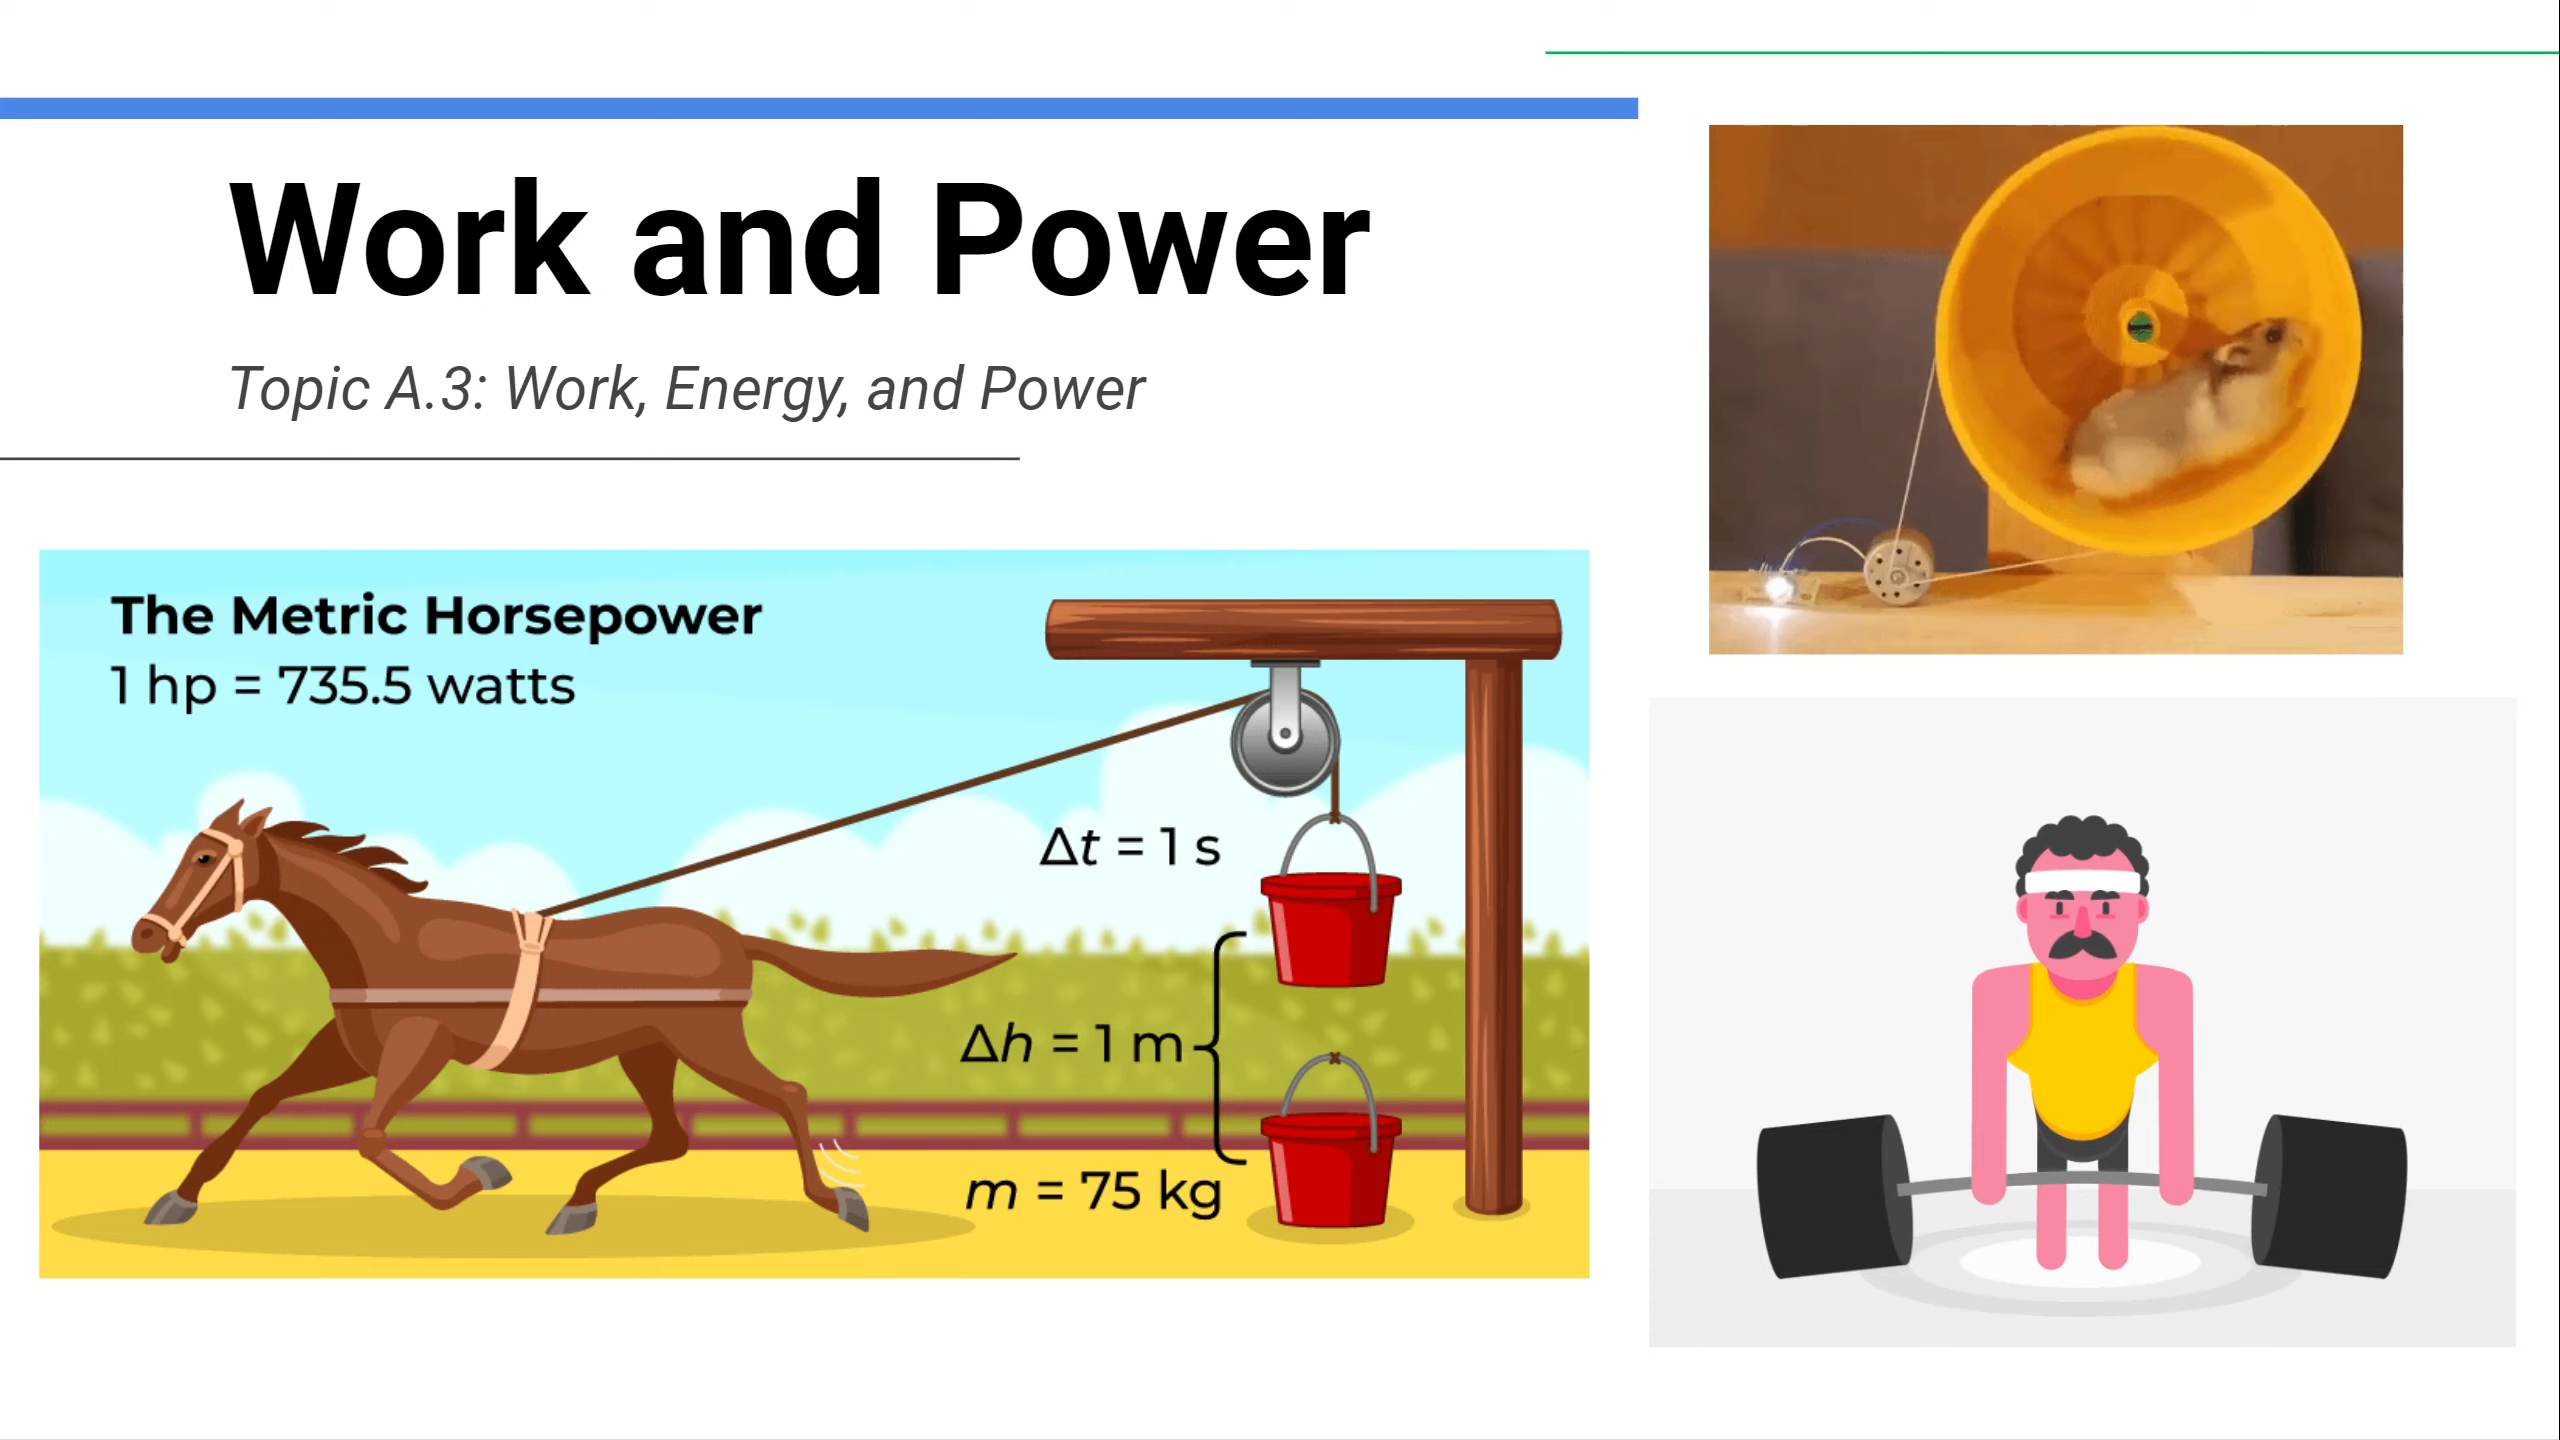 Work and Power
Topic A.3: Work, Energy, and Power
The Metric Horsepower
1 hp = 735.5 watts
Δt = 1 s
Δh = 1 m
m = 75 kg